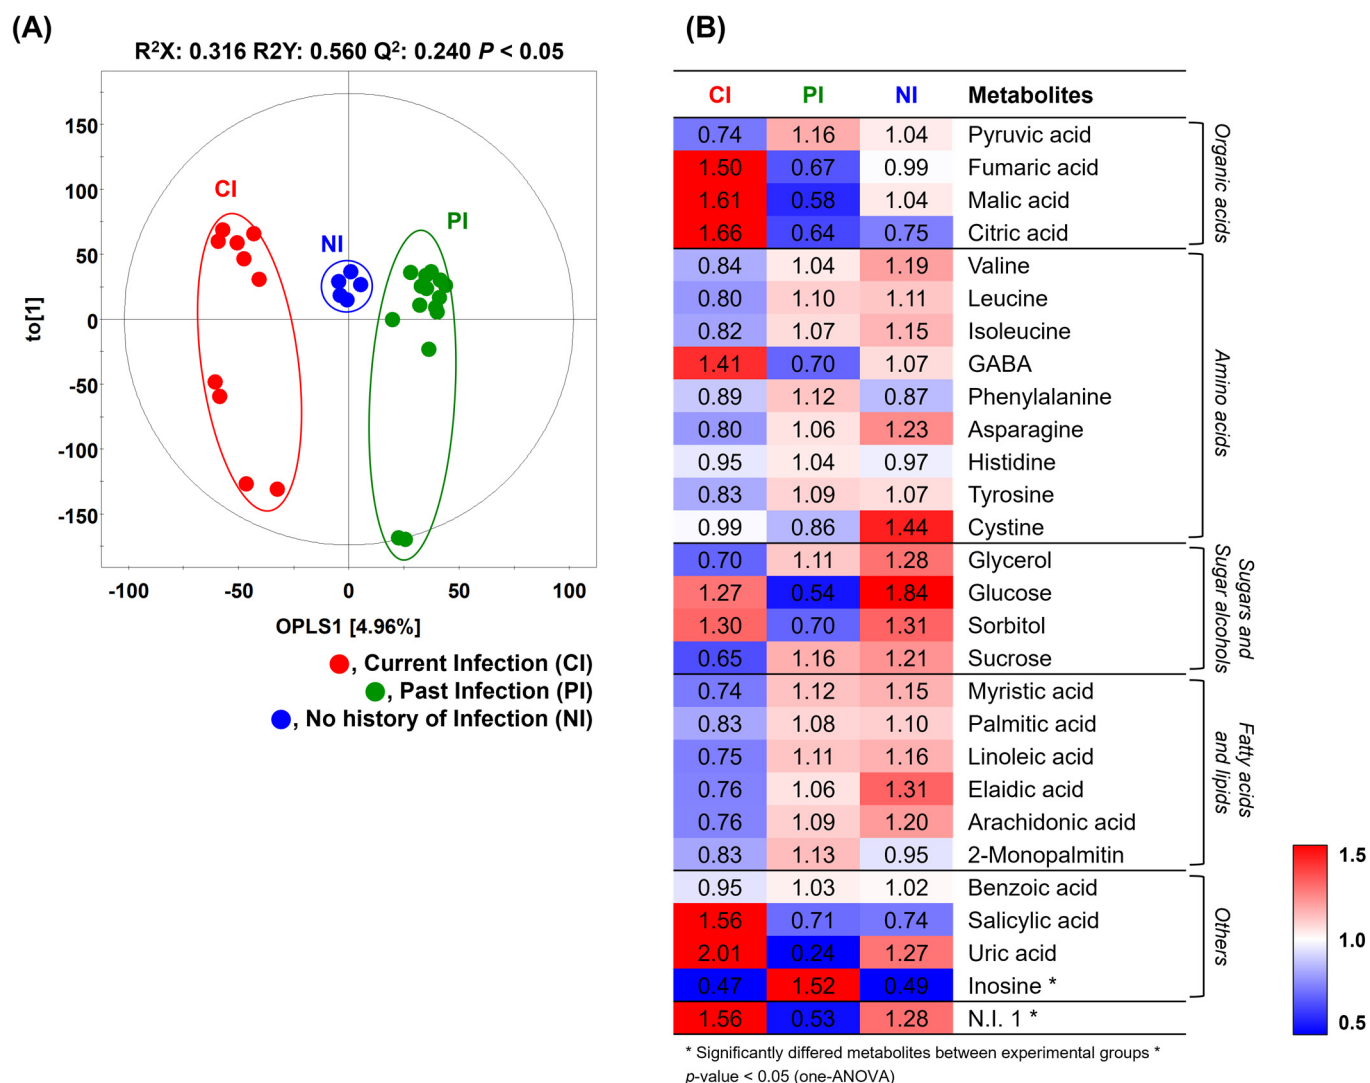 (A)
R²X: 0.316 R2Y: 0.560 Q²: 0.240 P < 0.05
150
100
50
0
-50
-100
-150
to[1]
CI
NI
PI
-100 -50 0 50 100
OPLS1 [4.96%]
, Current Infection (CI)
, Past Infection (PI)
, No history of Infection (NI)
(B)
CI PI NI Metabolites
0.74 1.16 1.04 Pyruvic acid
1.50 0.67 0.99 Fumaric acid
1.61 0.58 1.04 Malic acid
1.66 0.64 0.75 Citric acid
Organic acids
0.84 1.04 1.19 Valine
0.80 1.10 1.11 Leucine
0.82 1.07 1.15 Isoleucine
1.41 0.70 1.07 GABA
0.89 1.12 0.87 Phenylalanine
0.80 1.06 1.23 Asparagine
0.95 1.04 0.97 Histidine
0.83 1.09 1.07 Tyrosine
0.99 0.86 1.44 Cystine
Amino acids
0.70 1.11 1.28 Glycerol
1.27 0.54 1.84 Glucose
1.30 0.70 1.31 Sorbitol
0.65 1.16 1.21 Sucrose
Sugars and
Sugar alcohols
0.74 1.12 1.15 Myristic acid
0.83 1.08 1.10 Palmitic acid
0.75 1.11 1.16 Linoleic acid
0.76 1.06 1.31 Elaidic acid
0.76 1.09 1.20 Arachidonic acid
0.83 1.13 0.95 2-Monopalmitin
Fatty acids
and lipids
0.95 1.03 1.02 Benzoic acid
1.56 0.71 0.74 Salicylic acid
2.01 0.24 1.27 Uric acid
0.47 1.52 0.49 Inosine *
Others
1.56 0.53 1.28 N.I. 1 *
* Significantly differed metabolites between experimental groups *
p-value < 0.05 (one-ANOVA)
1.5
1.0
0.5